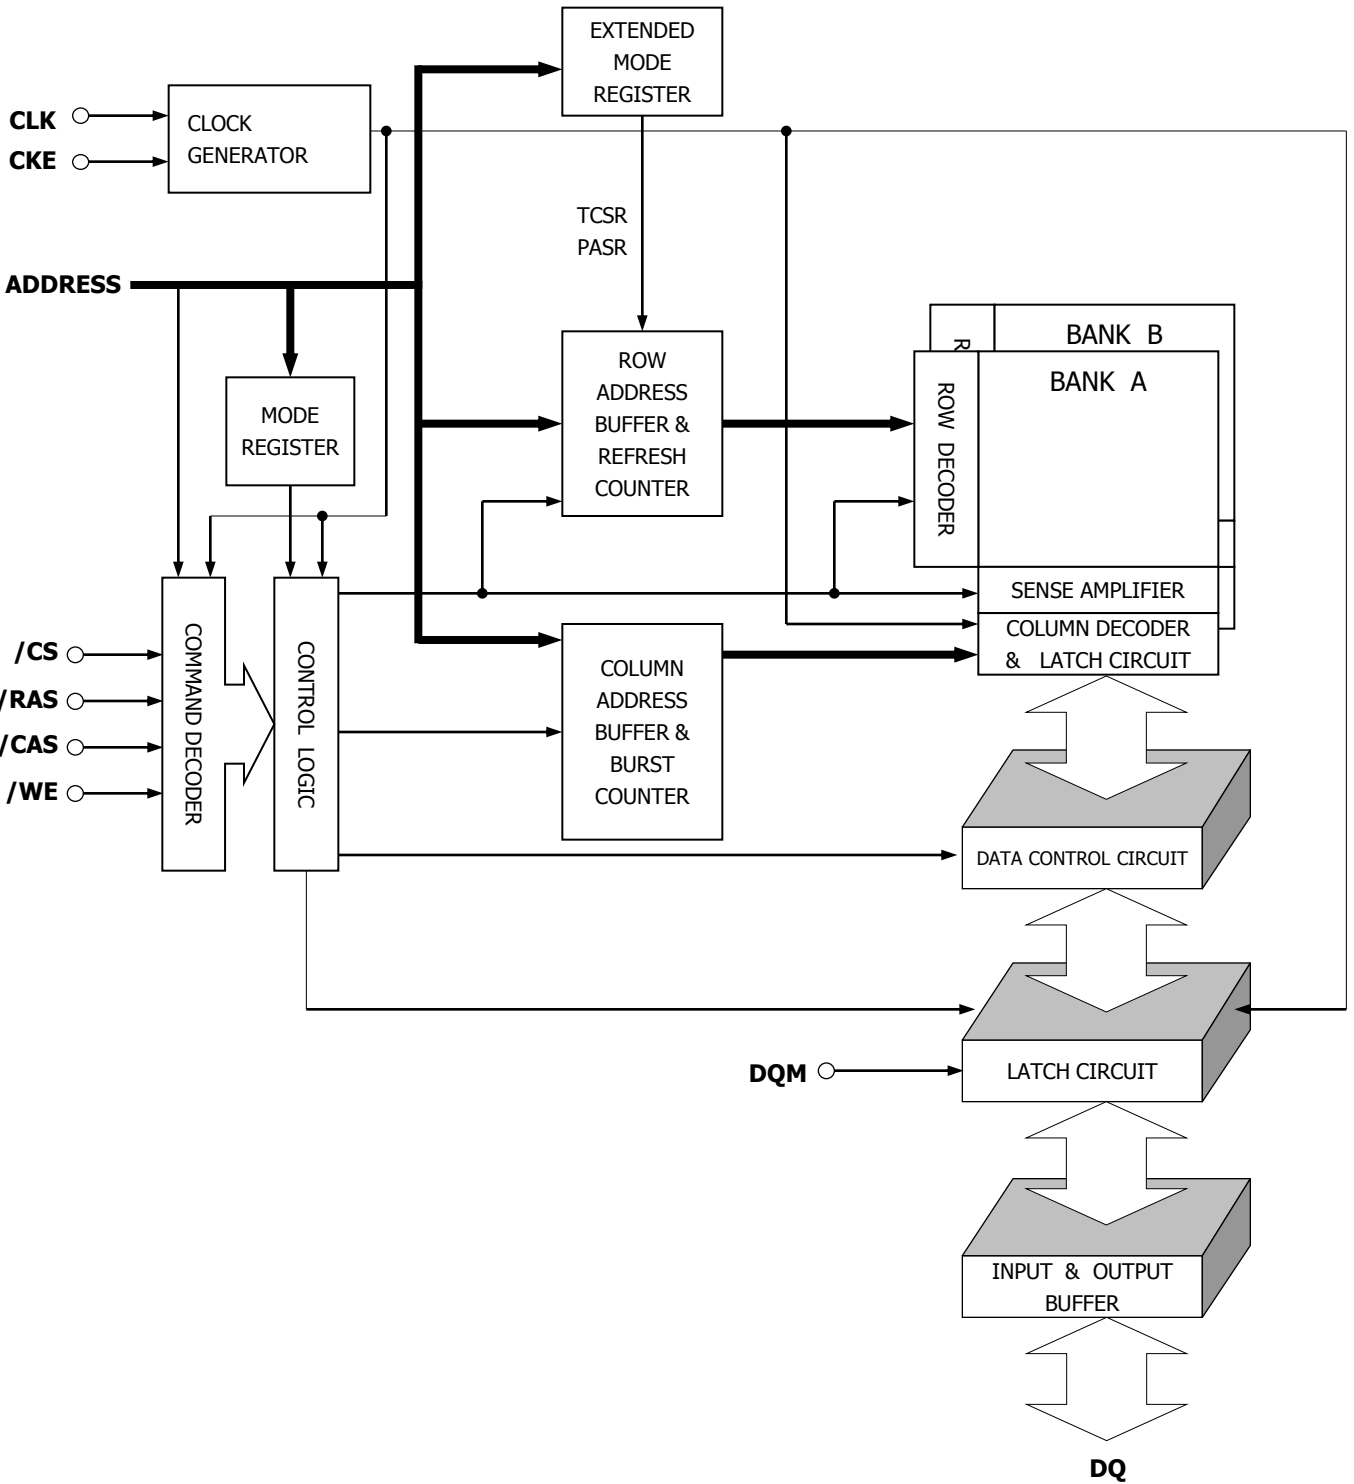 EXTENDED
MODE
REGISTER
CLK
CKE
CLOCK
GENERATOR
TCSR
PASR
ADDRESS
MODE
REGISTER
ROW
ADDRESS
BUFFER &
REFRESH
COUNTER
BANK B
R
BANK A
ROW DECODER
SENSE AMPLIFIER
COLUMN DECODER
& LATCH CIRCUIT
/CS
/RAS
/CAS
/WE
COMMAND DECODER
CONTROL LOGIC
COLUMN
ADDRESS
BUFFER &
BURST
COUNTER
DATA CONTROL CIRCUIT
DQM
LATCH CIRCUIT
INPUT & OUTPUT
BUFFER
DQ